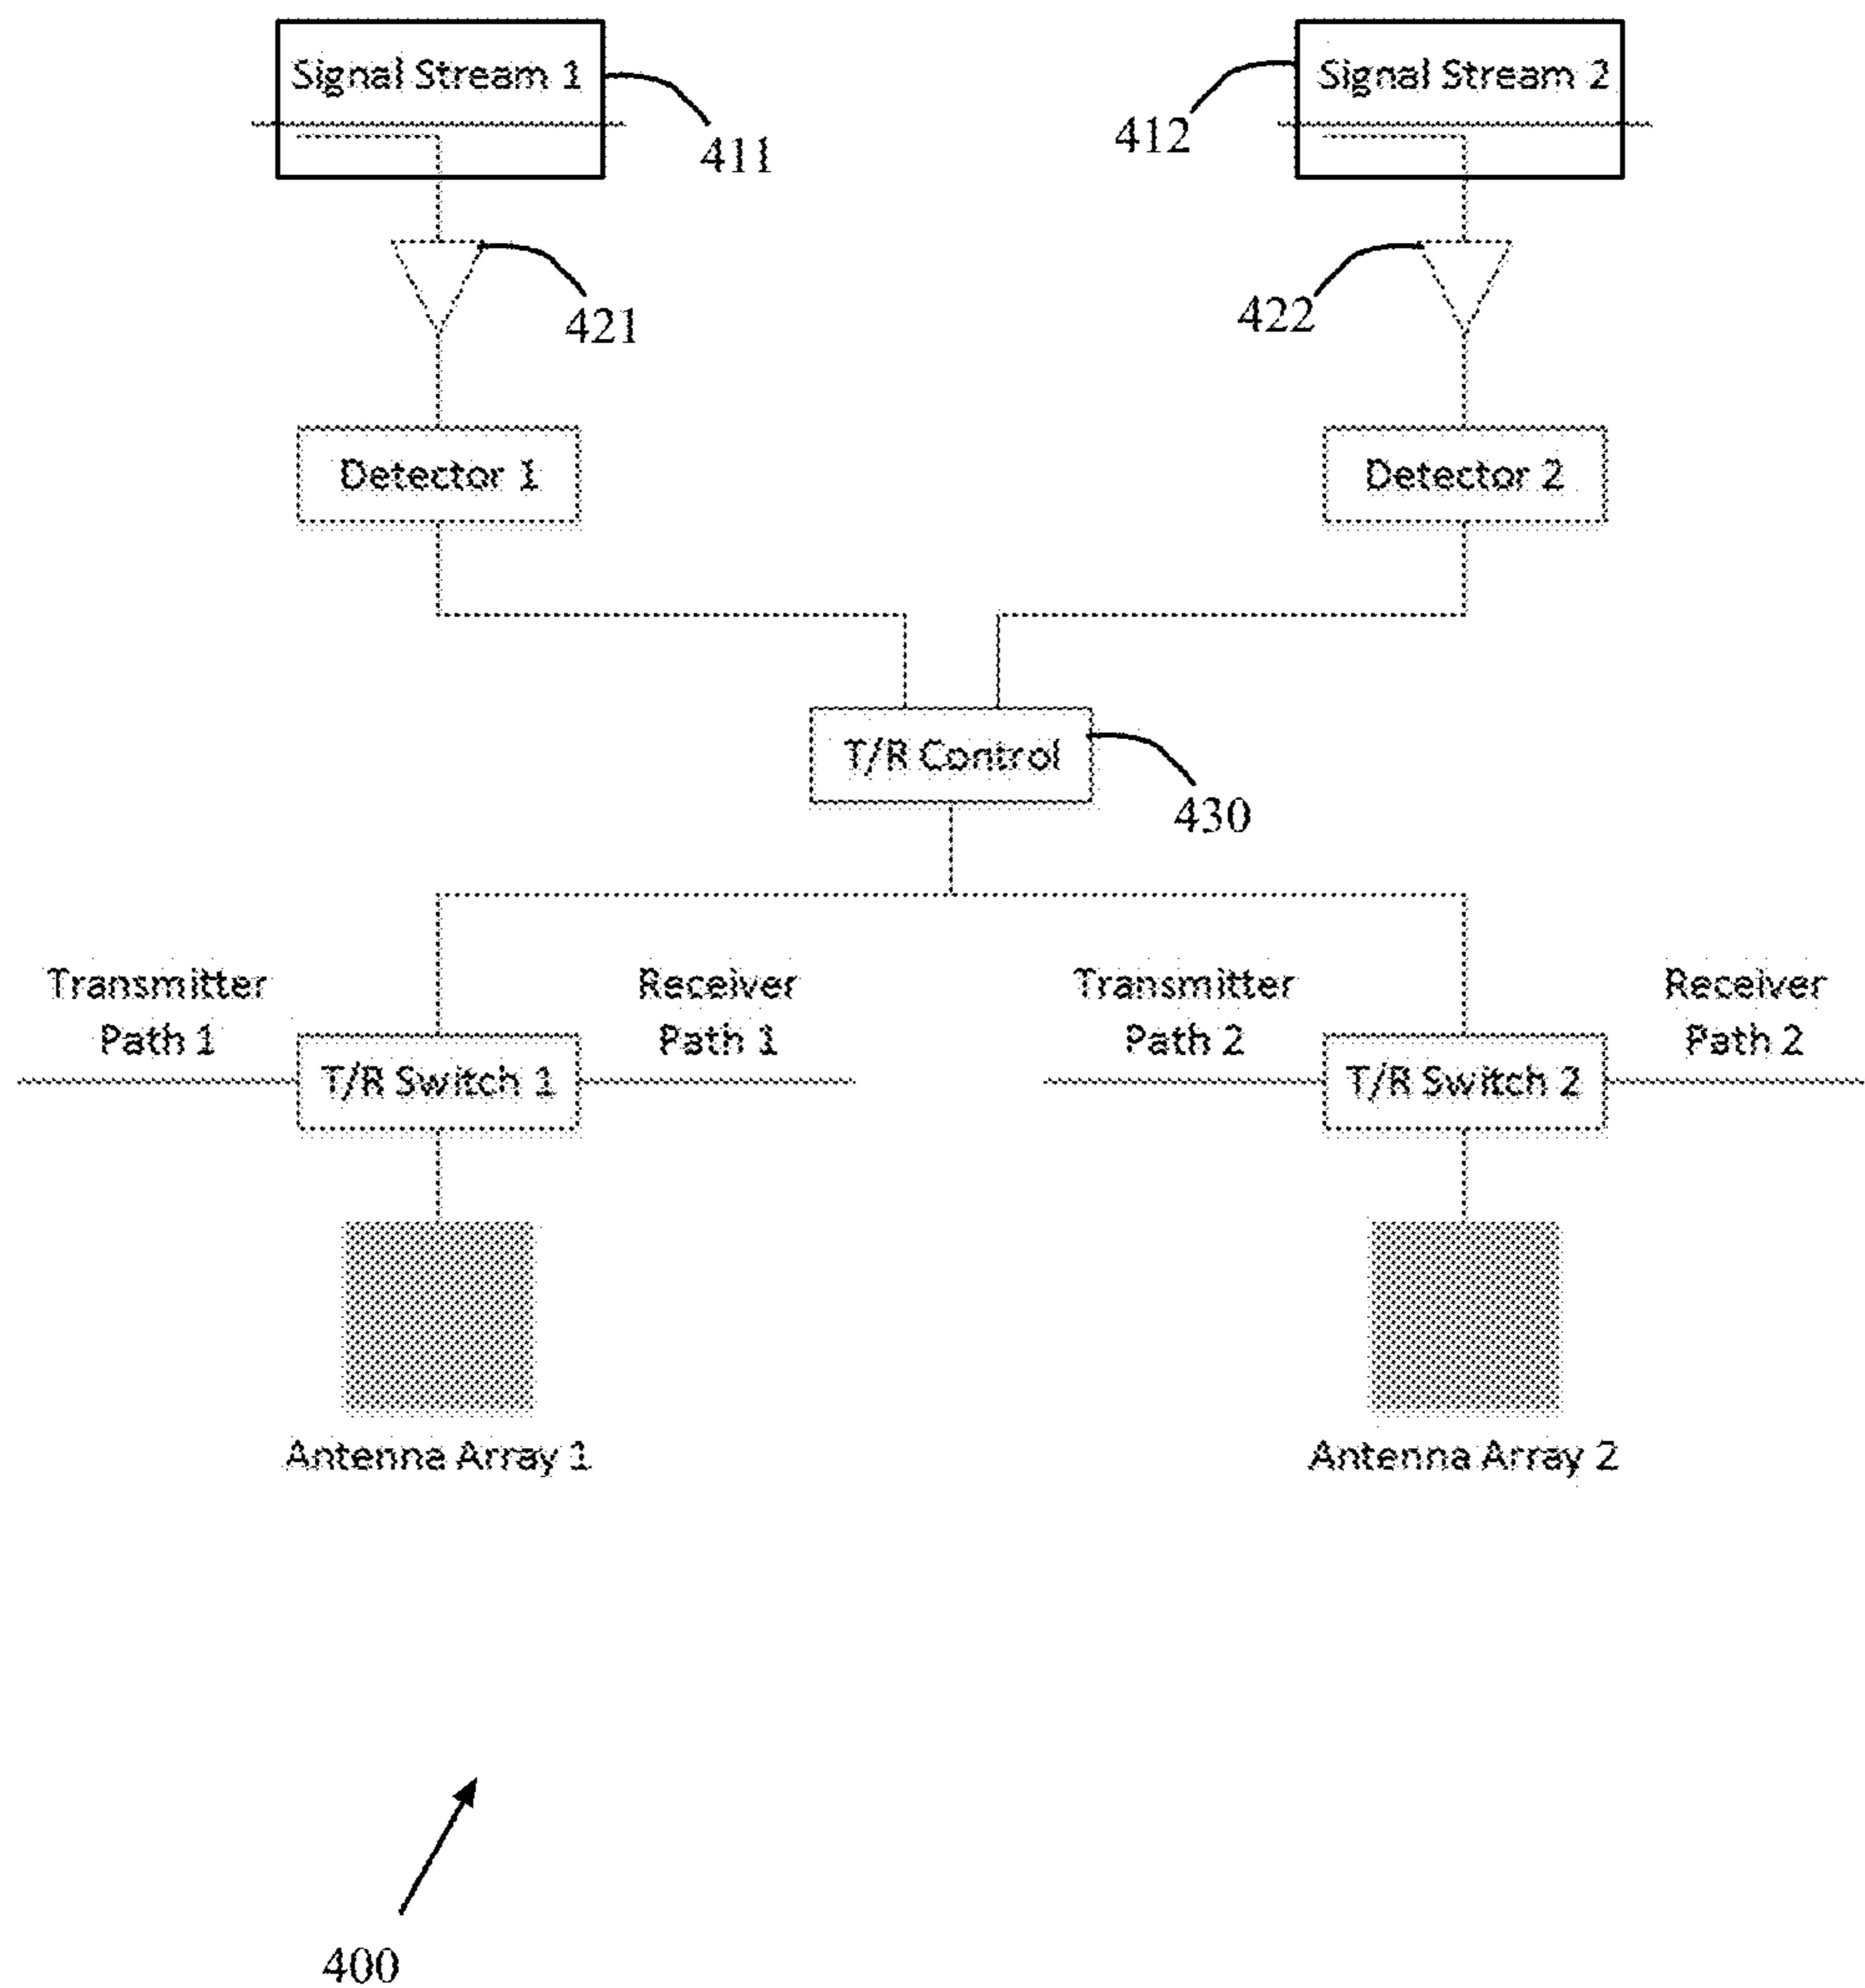 Signal Stream 1
Signal Stream 2
411
412
421
422
Detector 1
Detector 2
T/R Control
430
Transmitter
Path 1
Receiver
Path 1
Transmitter
Path 2
Receiver
Path 2
T/R Switch 1
T/R Switch 2
Antenna Array 1
Antenna Array 2
400